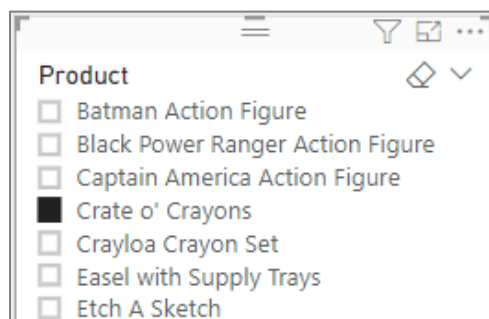 Product
Batman Action Figure
Black Power Ranger Action Figure
Captain America Action Figure
Crate o' Crayons
Crayloa Crayon Set
Easel with Supply Trays
Etch A Sketch